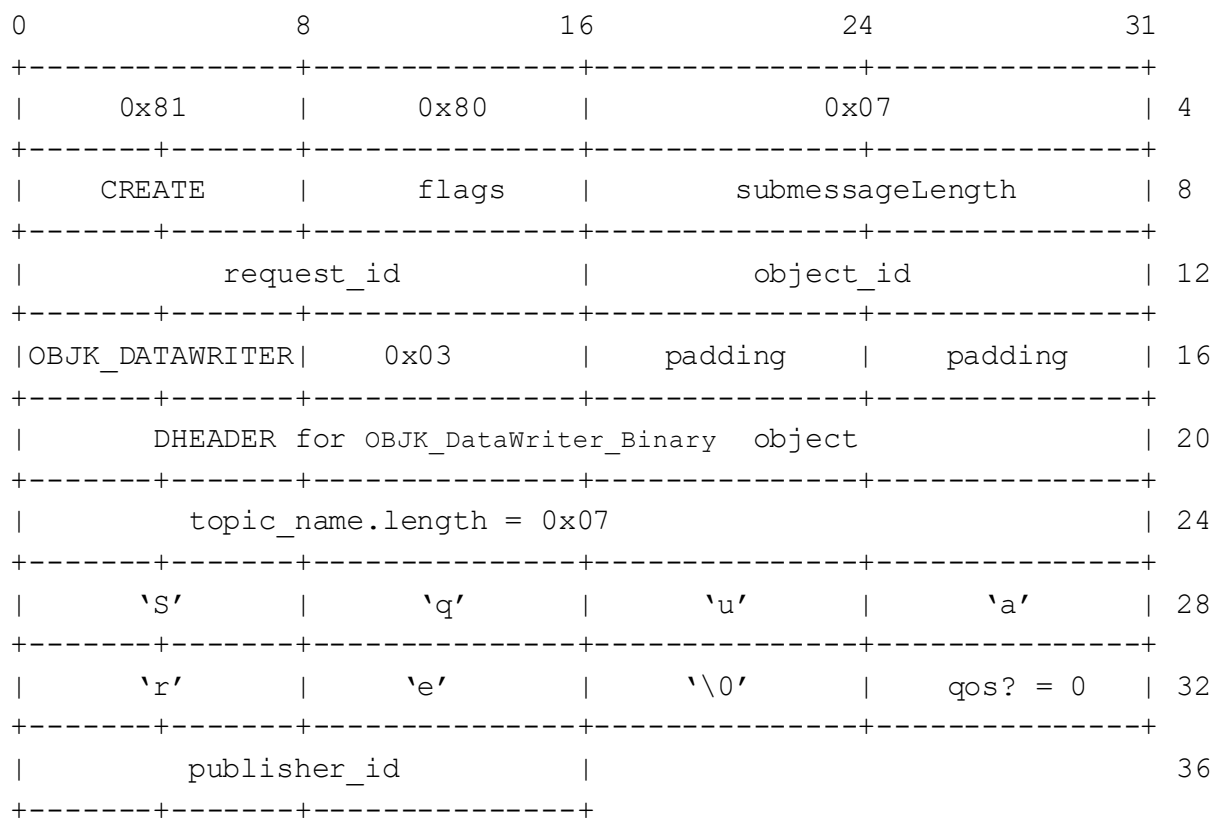 0               8              16              24              31
+---------------+---------------+---------------+---------------+
|     0x81      |      0x80     |             0x07              | 4
+-------+-------+---------------+---------------+---------------+
|    CREATE     |      flags    |        submessageLength       | 8
+-------+-------+---------------+---------------+---------------+
|           request_id          |         object_id             | 12
+-------+-------+---------------+---------------+---------------+
|OBJK_DATAWRITER|    0x03       |    padding    |   padding     | 16
+-------+-------+---------------+---------------+---------------+
|       DHEADER for OBJK_DataWriter_Binary  object              | 20
+-------+-------+---------------+---------------+---------------+
|         topic_name.length = 0x07                              | 24
+-------+-------+---------------+---------------+---------------+
|      ‘S’      |     ‘q’       |      ‘u’      |      ‘a’      | 28
+-------+-------+---------------+---------------+---------------+
|      ‘r’      |     ‘e’       |     ‘\0’      |    qos? = 0   | 32
+-------+-------+---------------+---------------+---------------+
|         publisher_id          |                                 36
+-------+-------+---------------+